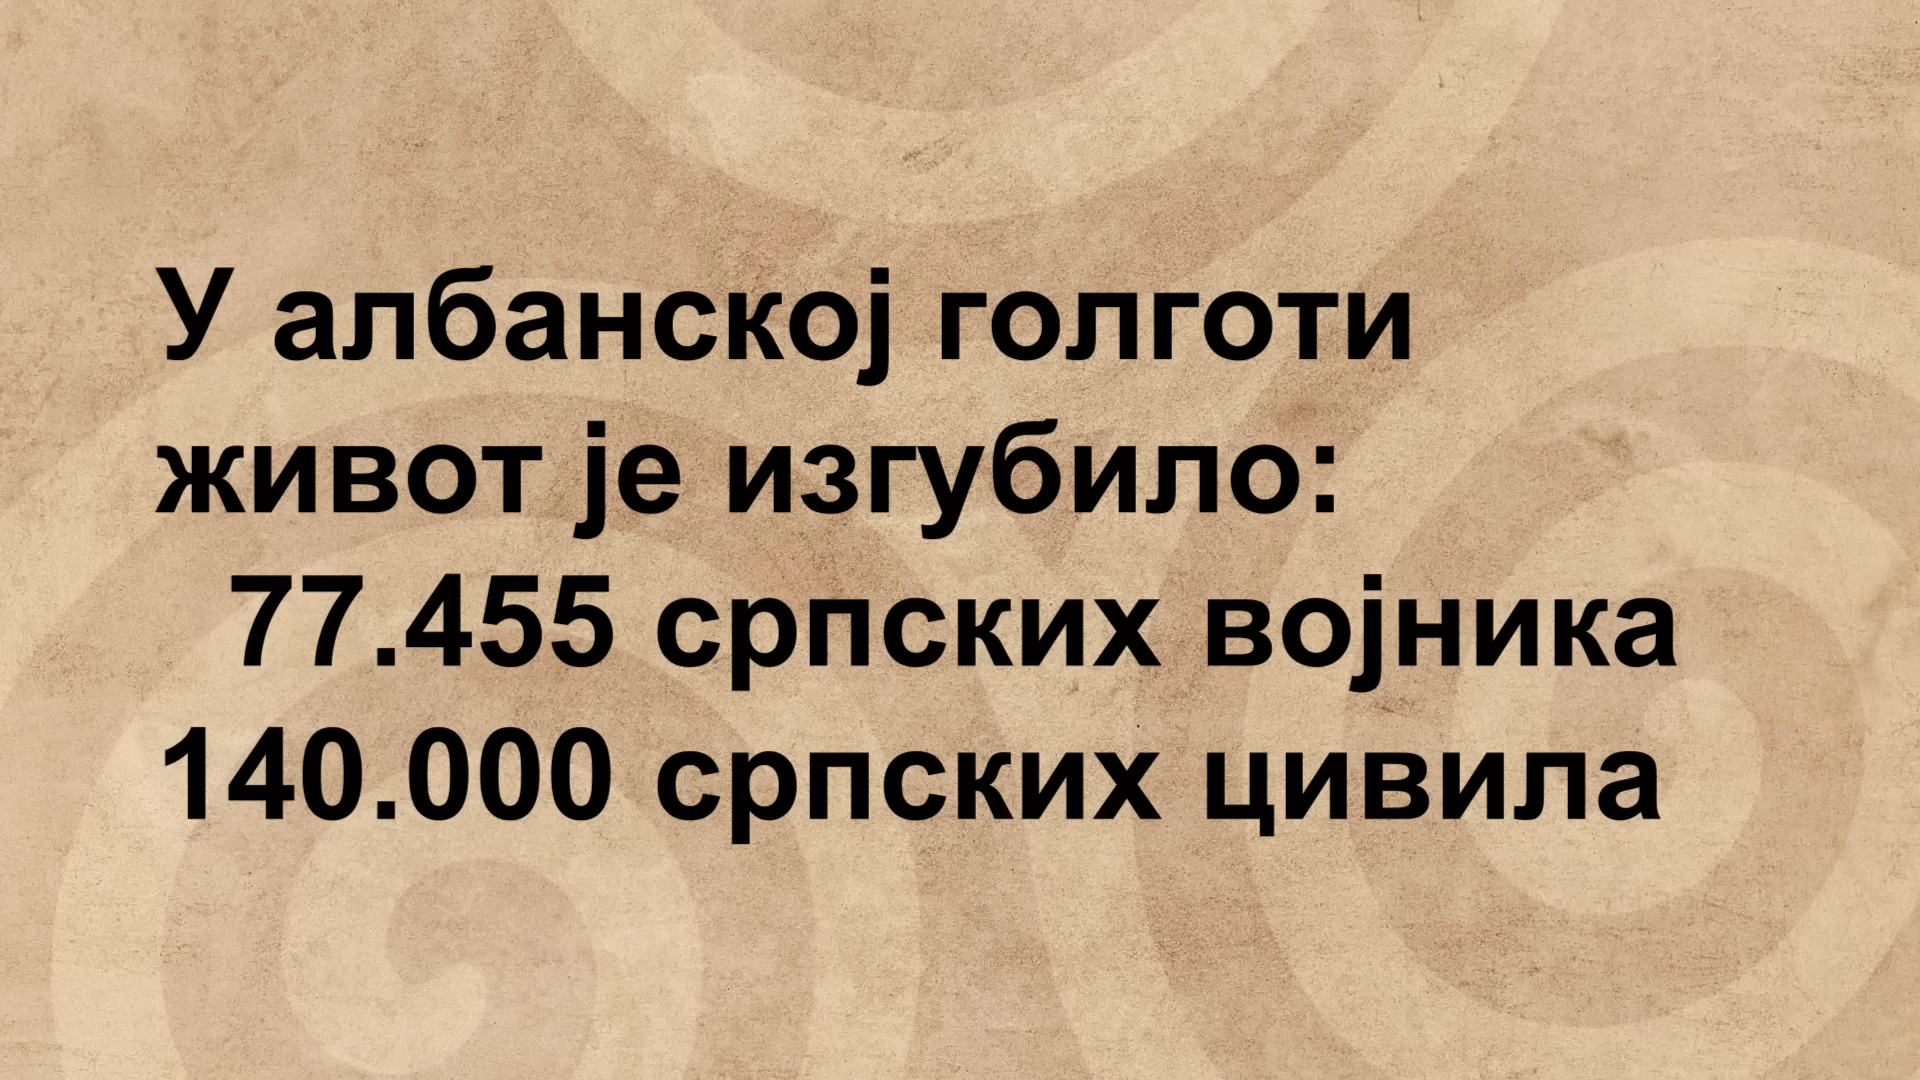 У албанској голготи
живот је изгубило:
77.455 српских војника
140.000 српских цивила